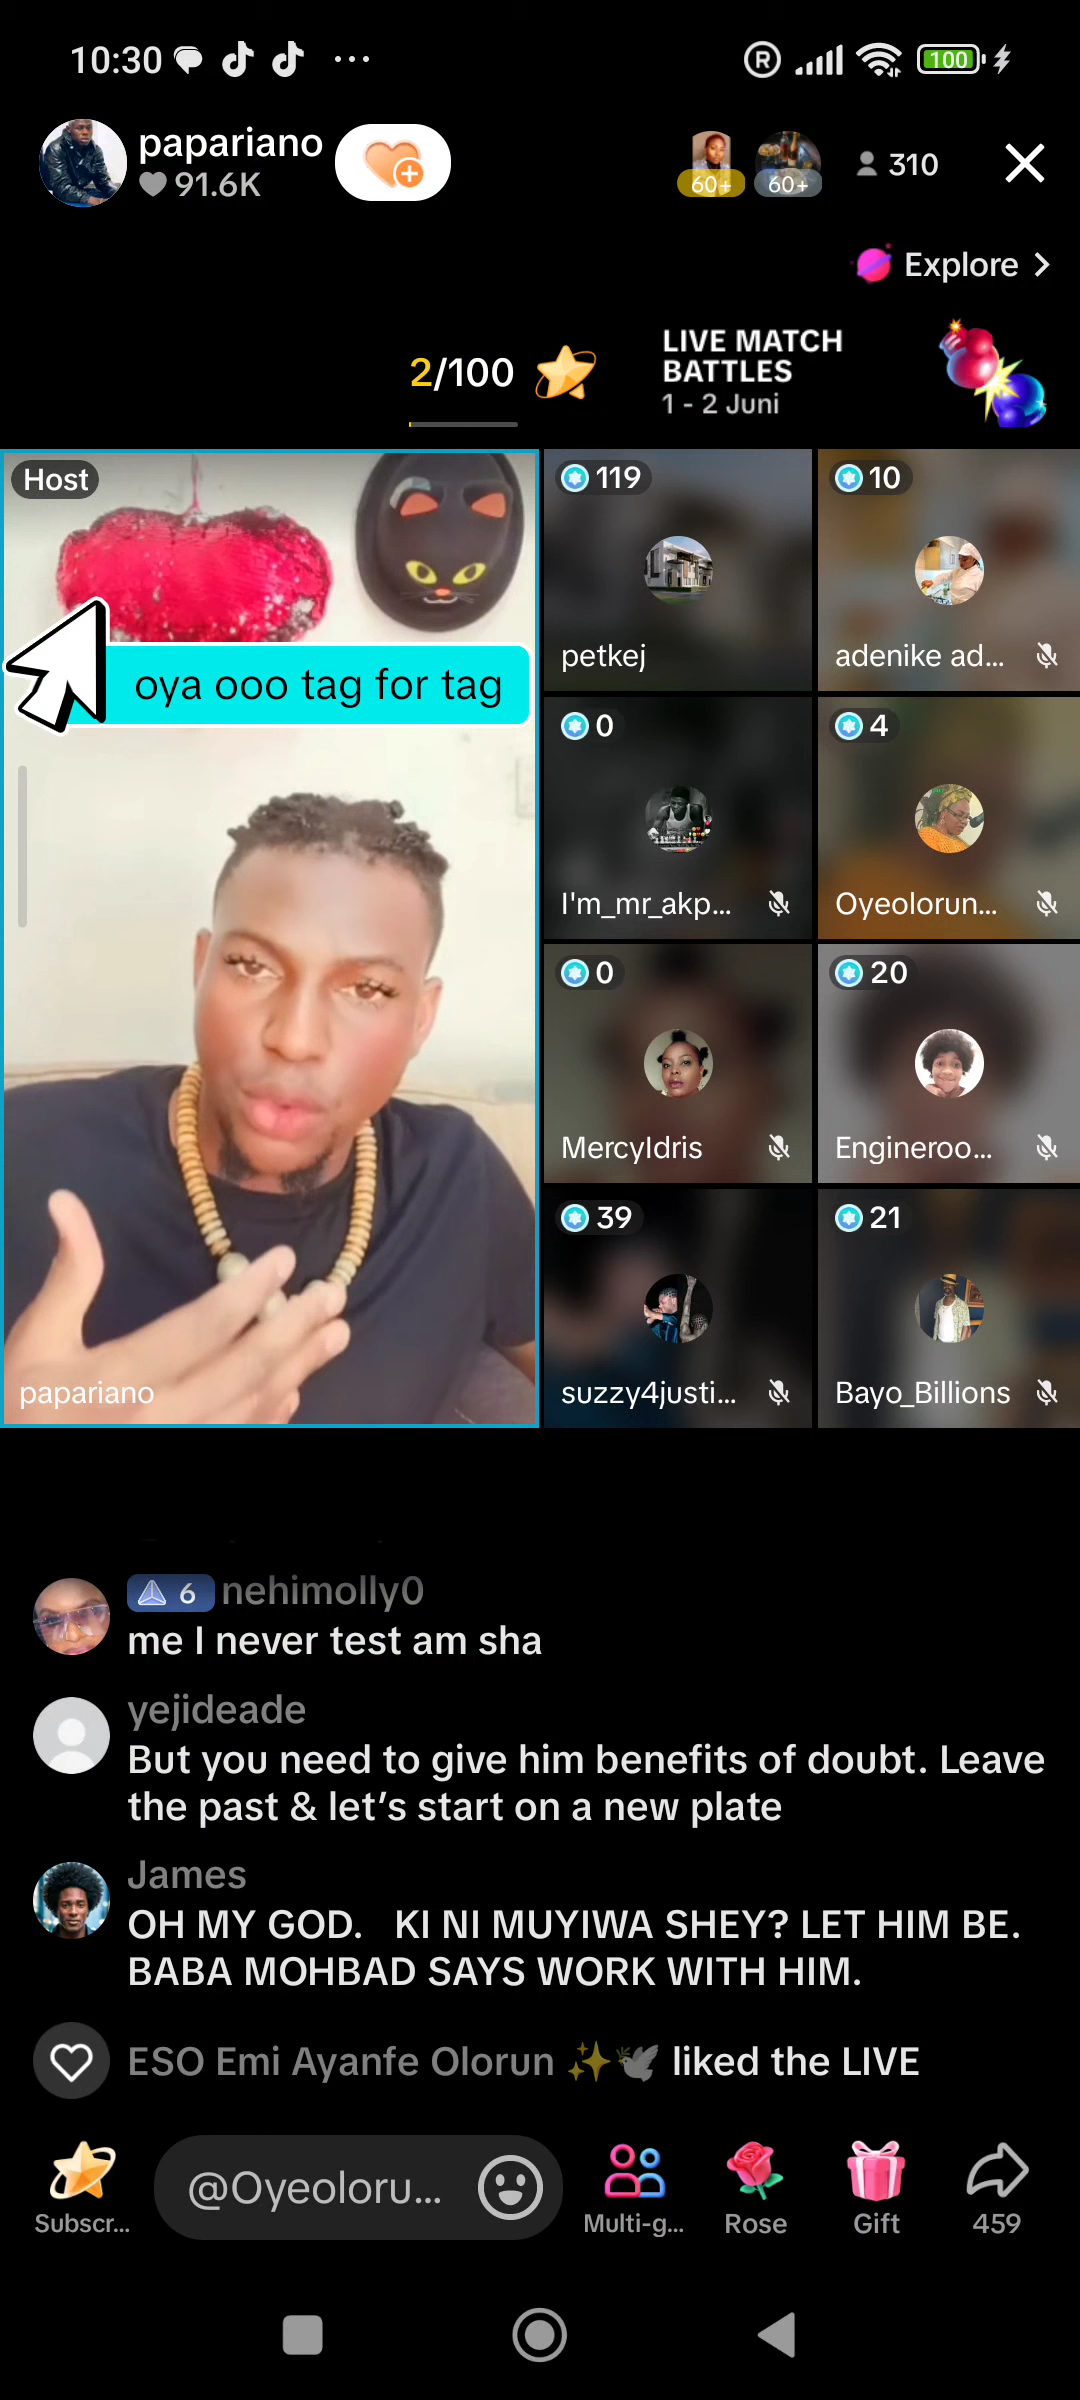 10:30
R
100
papariano
91.6K
60+
60+
310
Explore
2/100
LIVE MATCH
BATTLES
1 - 2 Juni
Host
oya ooo tag for tag
papariano
119
petkej
10
adenike ad...
0
I'm_mr_akp...
4
Oyeolorun...
0
MercyIdris
20
Engineroo...
39
suzzy4justi...
21
Bayo_Billions
6 nehimolly0
me I never test am sha
yejideade
But you need to give him benefits of doubt. Leave
the past & let’s start on a new plate
James
OH MY GOD.   KI NI MUYIWA SHEY? LET HIM BE.
BABA MOHBAD SAYS WORK WITH HIM.
ESO Emi Ayanfe Olorun ✨🕊 liked the LIVE
Subscr...
@Oyeoloru...
Multi-g...
Rose
Gift
459